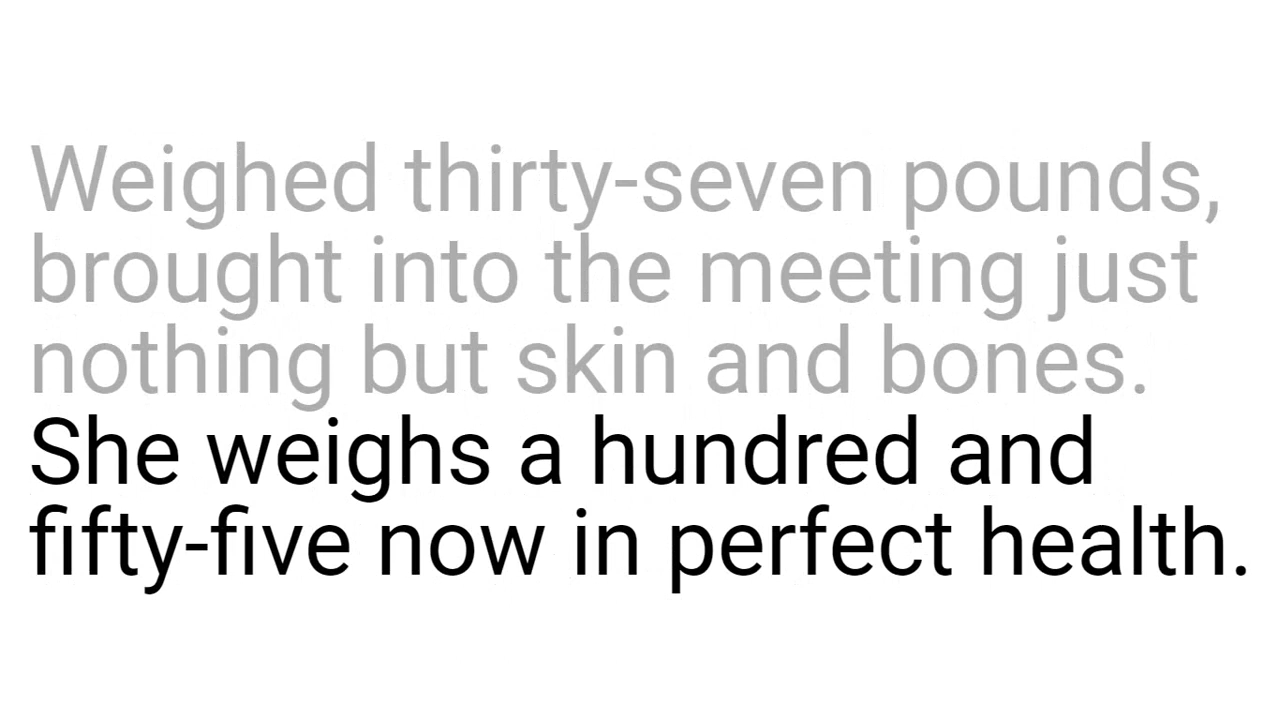 Weighed thirty-seven pounds,
brought into the meeting just
nothing but skin and bones.
She weighs a hundred and
fifty-five now in perfect health.